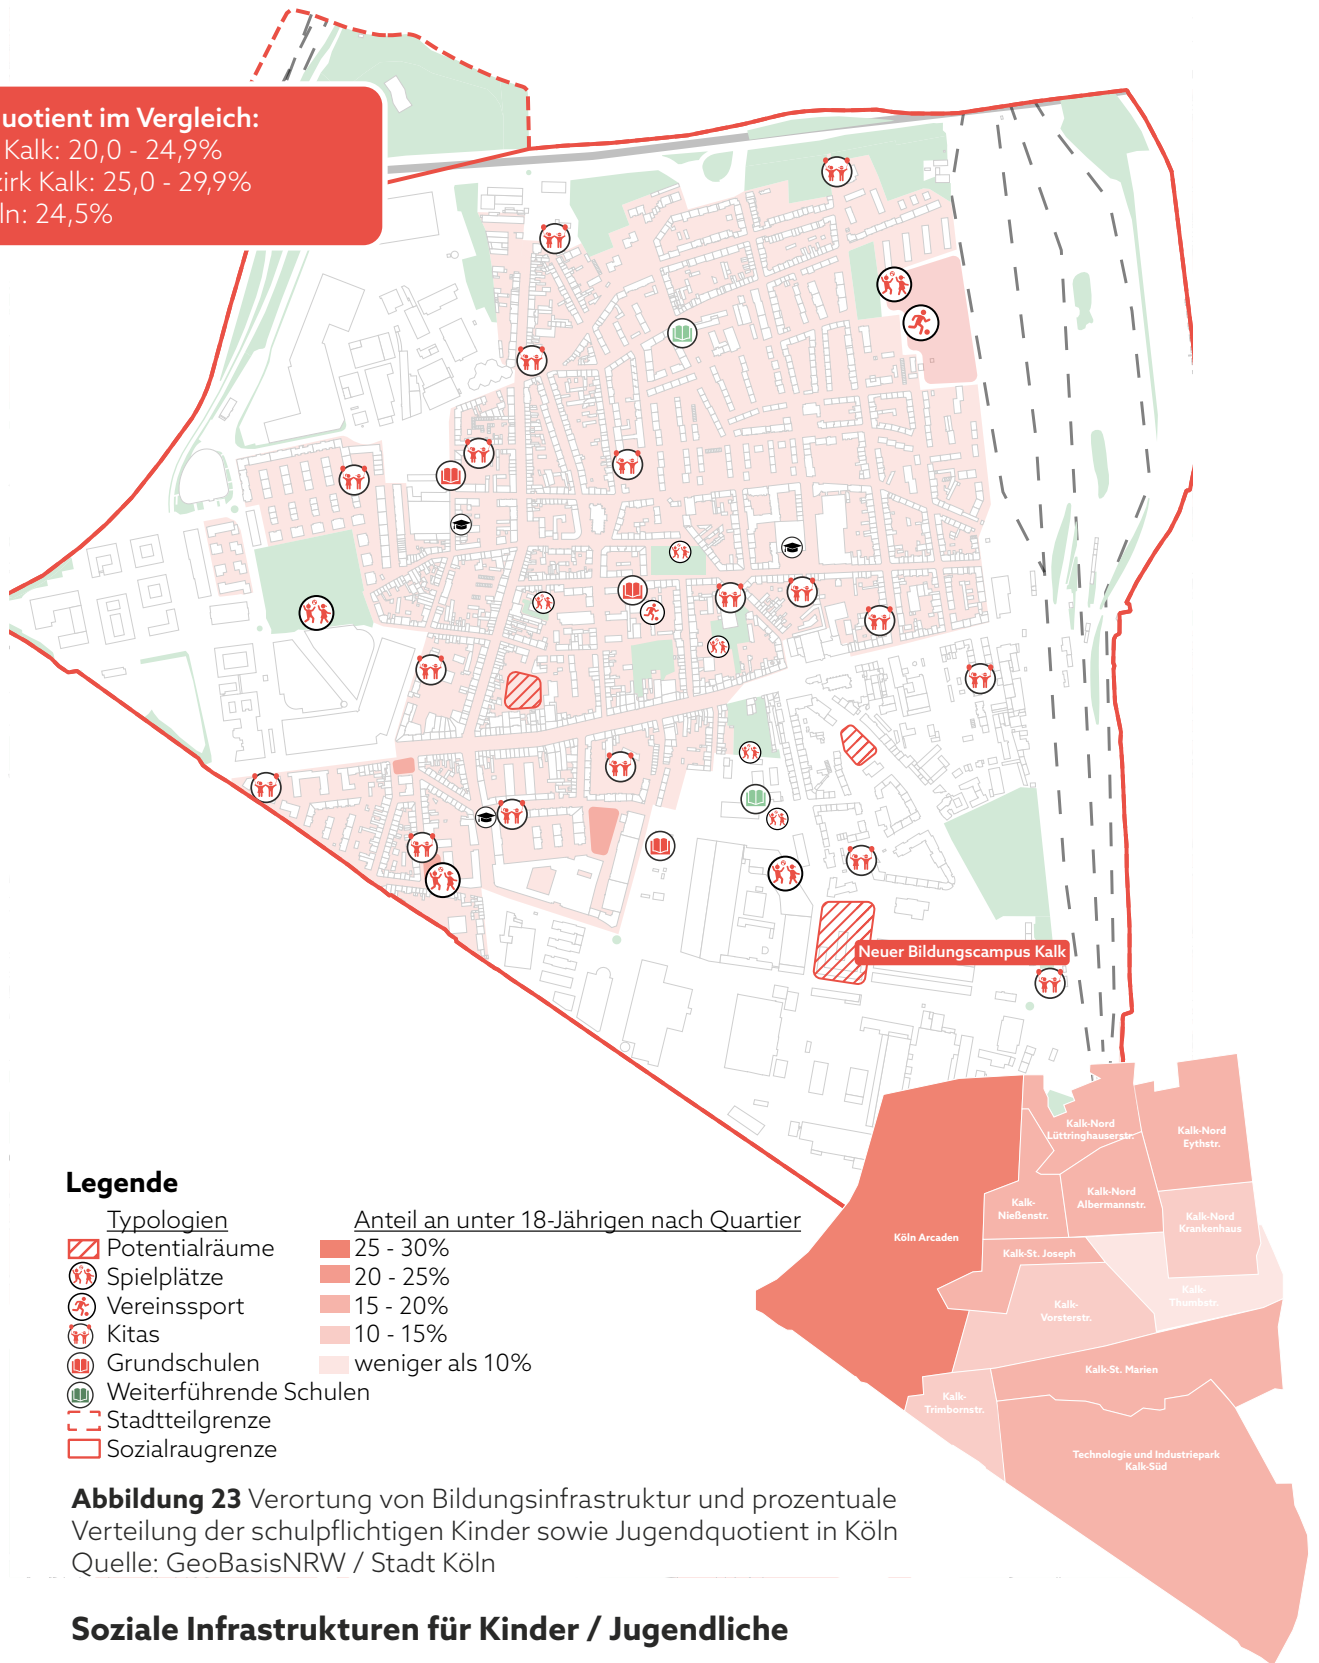 uotient im Vergleich:
Kalk: 20,0 - 24,9%
zirk Kalk: 25,0 - 29,9%
ln: 24,5%
Neuer Bildungscampus Kalk
Kalk-Nord
Lüttringhauserstr.
Kalk-Nord
Eythstr.
Kalk-Nord
Albermannstr.
Kalk-
Nießenstr.
Kalk-Nord
Krankenhaus
Köln Arcaden
Kalk-St. Joseph
Kalk-
Thumbstr.
Kalk-
Vorsterstr.
Kalk-St. Marien
Kalk-
Trimbornstr.
Technologie und Industriepark
Kalk-Süd
Legende
Typologien
Potentialräume
Spielplätze
Vereinssport
Kitas
Grundschulen
Weiterführende Schulen
Stadtteilgrenze
Sozialraugrenze
Anteil an unter 18-Jährigen nach Quartier
25 - 30%
20 - 25%
15 - 20%
10 - 15%
weniger als 10%
Abbildung 23 Verortung von Bildungsinfrastruktur und prozentuale
Verteilung der schulpflichtigen Kinder sowie Jugendquotient in Köln
Quelle: GeoBasisNRW / Stadt Köln
Soziale Infrastrukturen für Kinder / Jugendliche